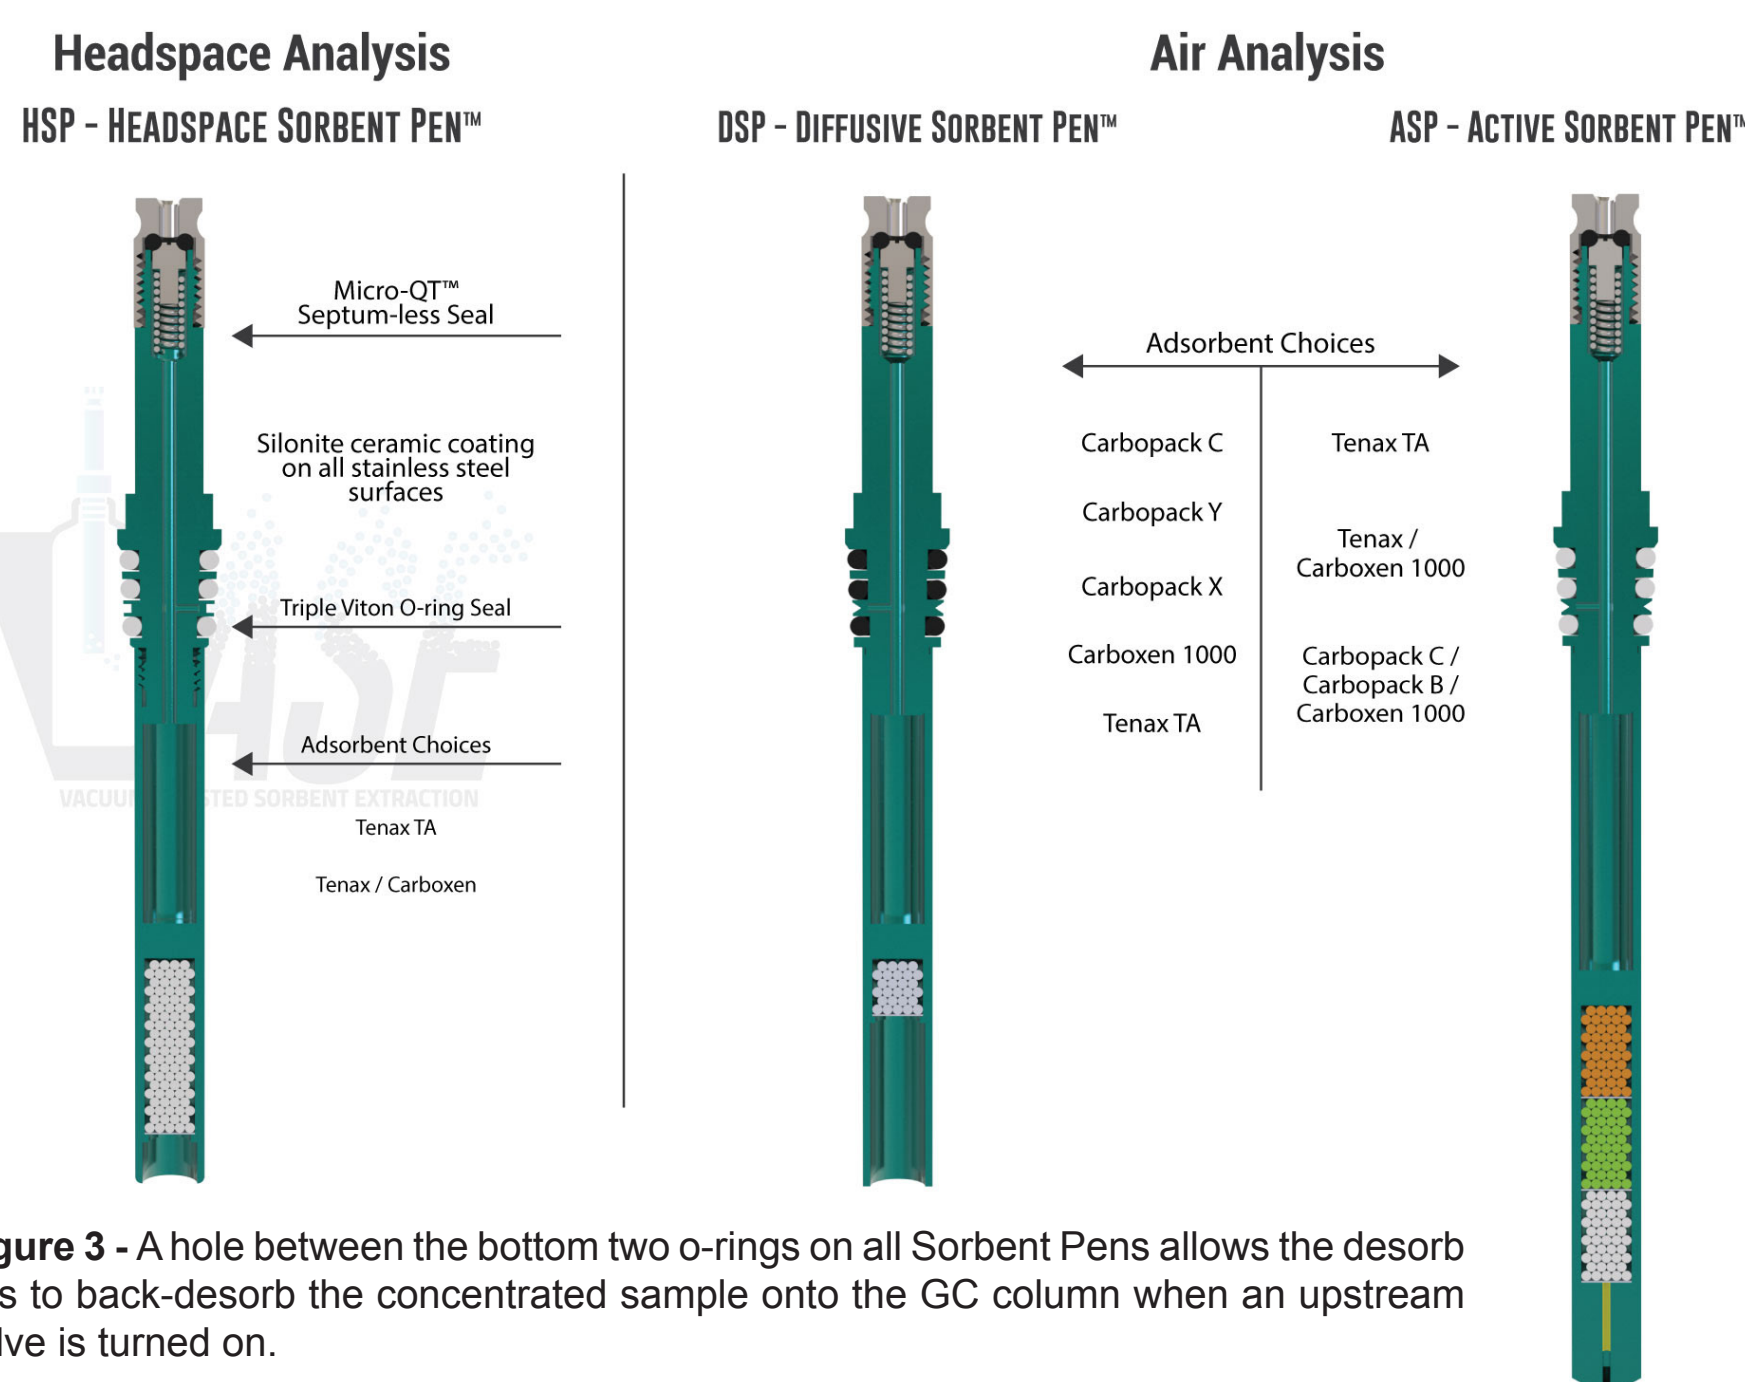 Headspace Analysis
Air Analysis
HSP - HEADSPACE SORBENT PEN™
DSP - DIFFUSIVE SORBENT PEN™
ASP - ACTIVE SORBENT PEN
Micro-QT™
Septum-less Seal
Silonite ceramic coating
on all stainless steel
surfaces
Triple Viton O-ring Seal
Adsorbent Choices
Tenax TA
Tenax / Carboxen
Adsorbent Choices
Carbopack C
Carbopack Y
Carbopack X
Carboxen 1000
Tenax TA
Tenax TA
Tenax /
Carboxen 1000
Carbopack C /
Carbopack B /
Carboxen 1000
VASE
SORBENT EXTRACTION
gure 3 - A hole between the bottom two o-rings on all Sorbent Pens allows the desorb
s to back-desorb the concentrated sample onto the GC column when an upstream
lve is turned on.